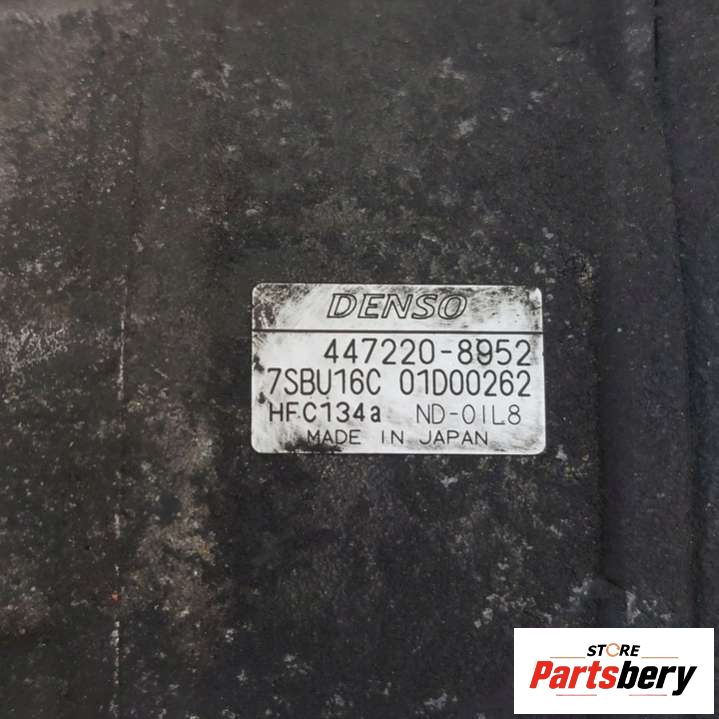 DENSO
447220-8952
7SBU16C 01D00262
HFC134a ND-OIL8
MADE IN JAPAN
STORE
Partsbery